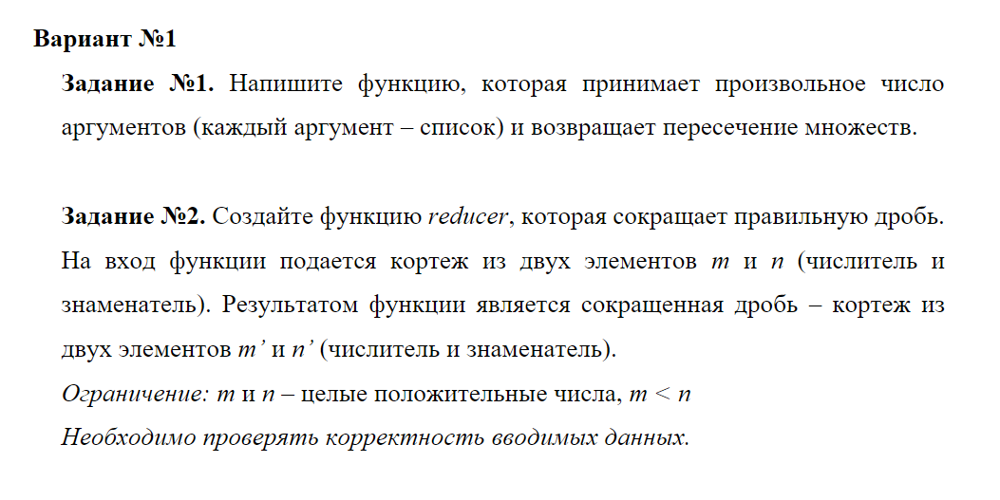 Вариант №1
Задание №1. Напишите функцию, которая принимает произвольное число
аргументов (каждый аргумент – список) и возвращает пересечение множеств.
Задание №2. Создайте функцию reducer, которая сокращает правильную дробь.
На вход функции подается кортеж из двух элементов m и n (числитель и
знаменатель). Результатом функции является сокращенная дробь – кортеж из
двух элементов m’ и n’ (числитель и знаменатель).
Ограничение: m и n – целые положительные числа, m < n
Необходимо проверять корректность вводимых данных.